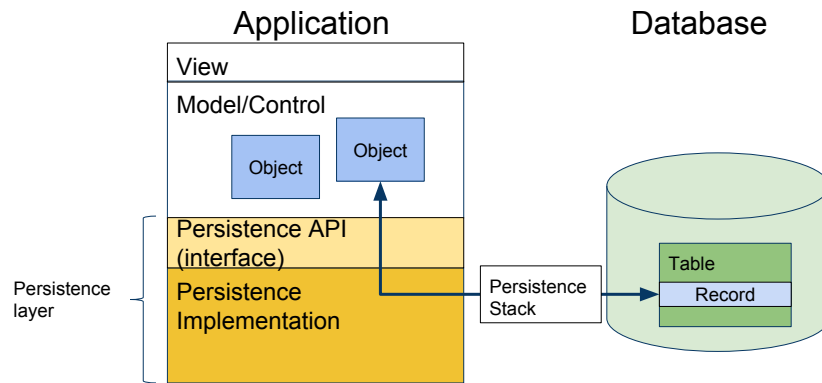 Application
Database
View
Model/Control
Object
Object
Persistence API
(interface)
Persistence
Implementation
Persistence
layer
Persistence
Stack
Table
Record